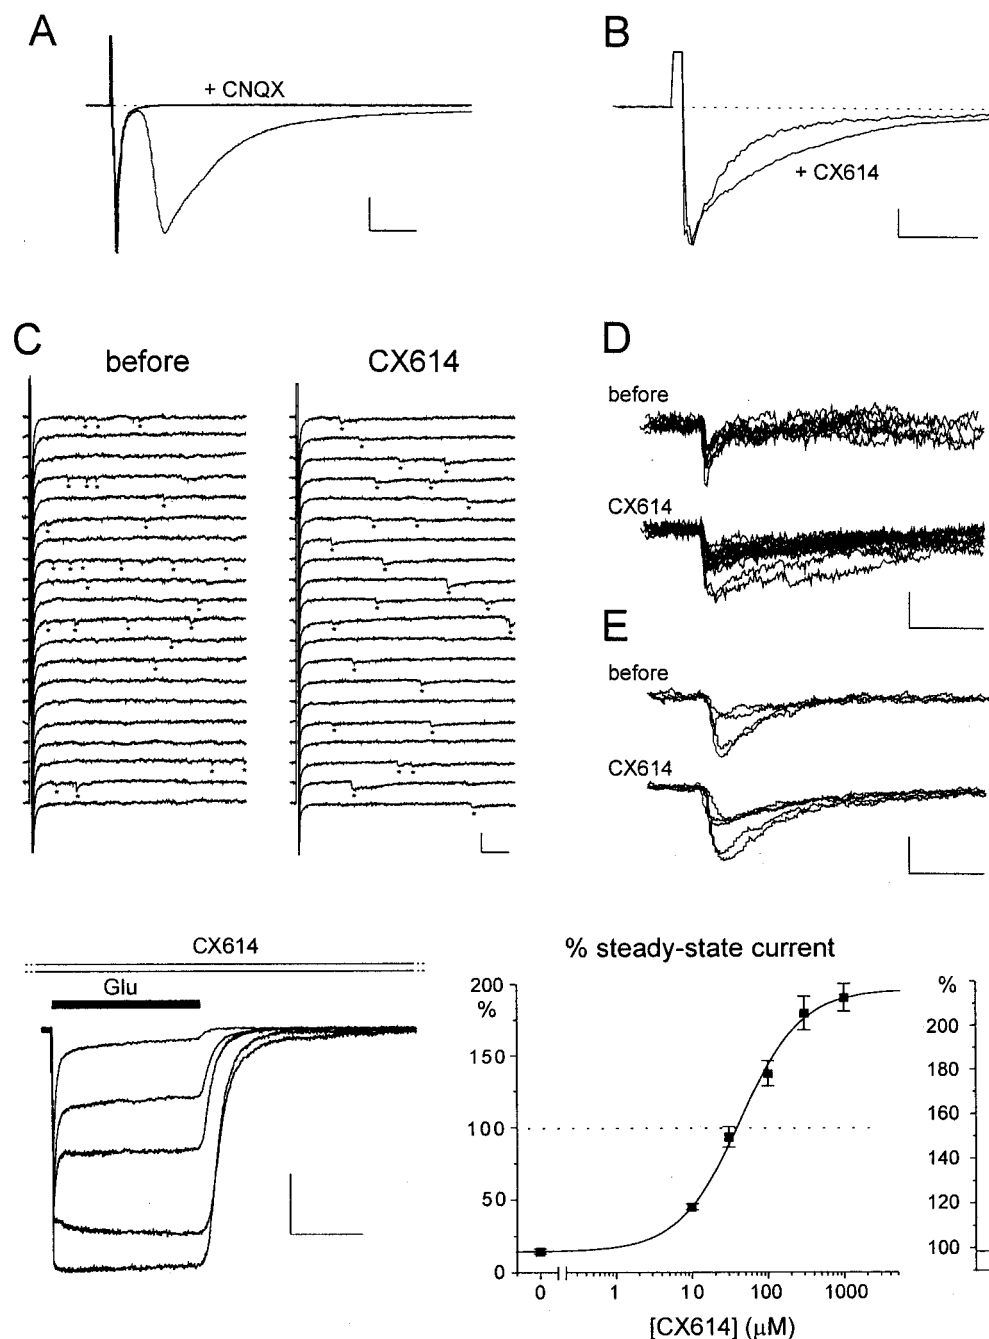 A
+ CNQX
B
+ CX614
C
before
CX614
D
before
CX614
E
before
CX614
CX614
Glu
% steady-state current
200
%
150
100
50
0
0
1
10
100
1000
[CX614] (µM)
%
200
180
160
140
120
100